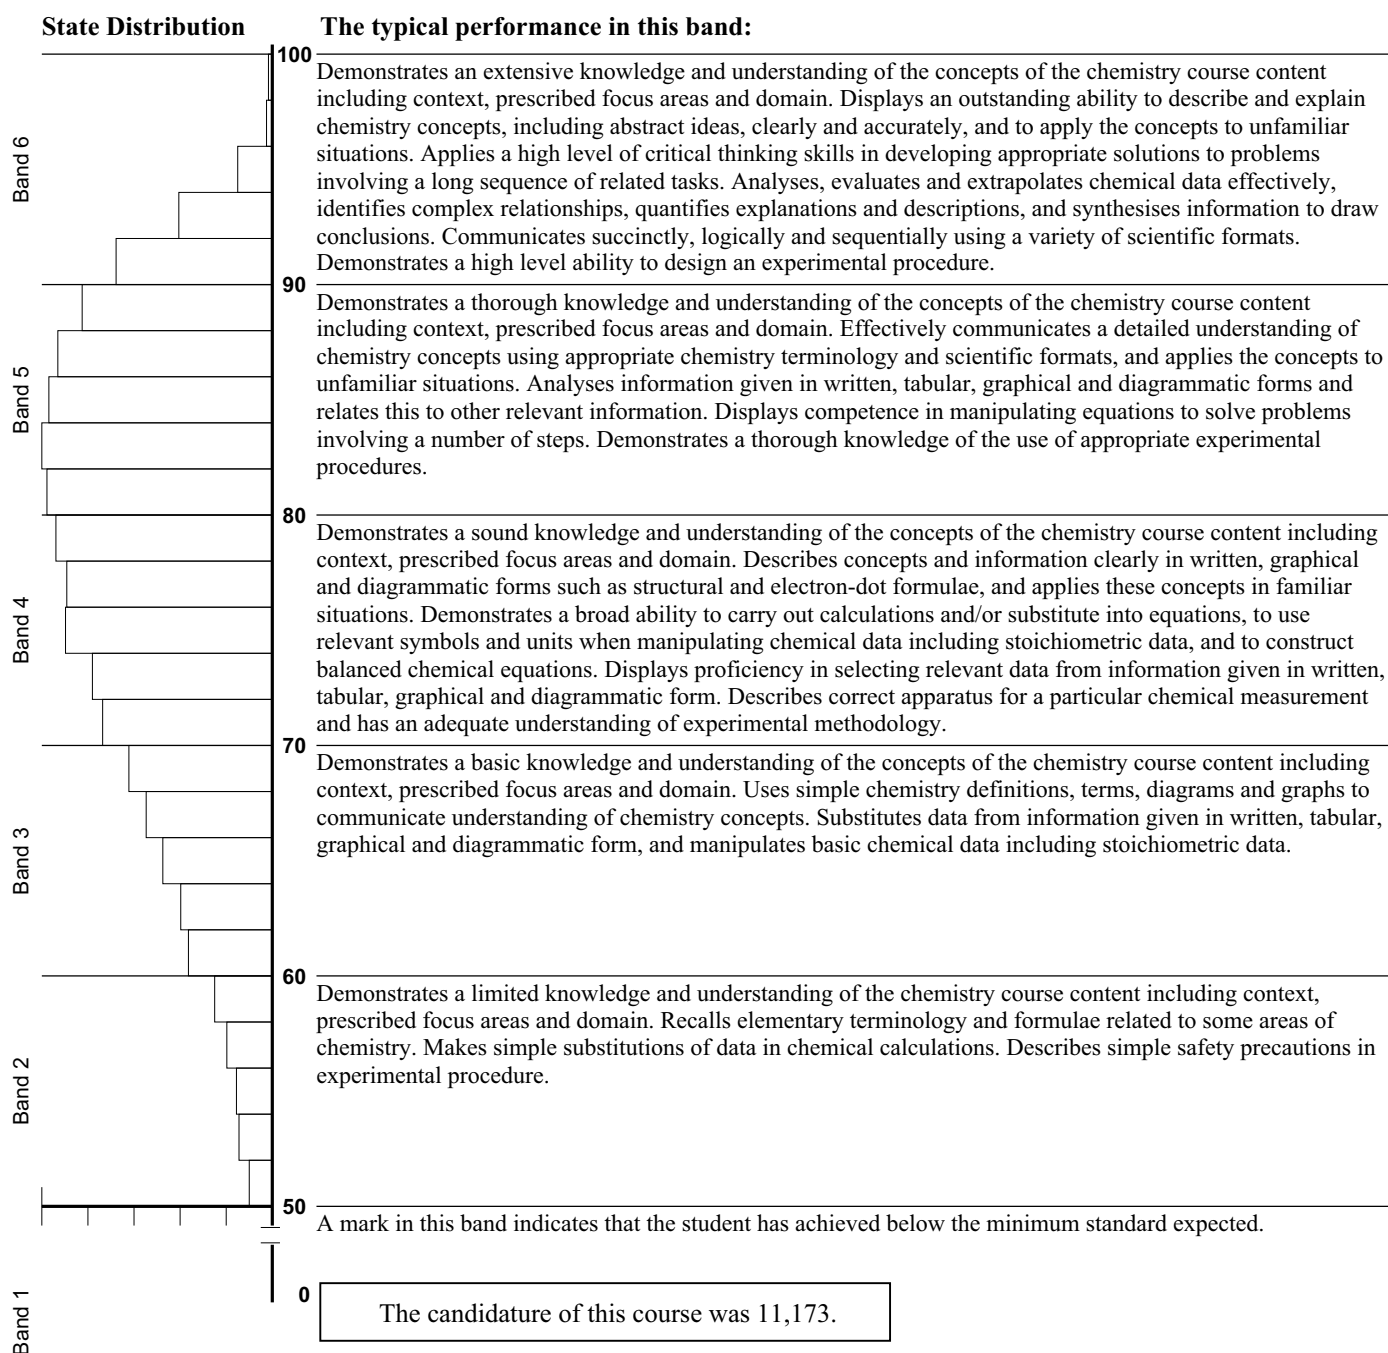 State Distribution
The typical performance in this band:
100
Band 6
Demonstrates an extensive knowledge and understanding of the concepts of the chemistry course content
including context, prescribed focus areas and domain. Displays an outstanding ability to describe and explain
chemistry concepts, including abstract ideas, clearly and accurately, and to apply the concepts to unfamiliar
situations. Applies a high level of critical thinking skills in developing appropriate solutions to problems
involving a long sequence of related tasks. Analyses, evaluates and extrapolates chemical data effectively,
identifies complex relationships, quantifies explanations and descriptions, and synthesises information to draw
conclusions. Communicates succinctly, logically and sequentially using a variety of scientific formats.
Demonstrates a high level ability to design an experimental procedure.
90
Band 5
Demonstrates a thorough knowledge and understanding of the concepts of the chemistry course content
including context, prescribed focus areas and domain. Effectively communicates a detailed understanding of
chemistry concepts using appropriate chemistry terminology and scientific formats, and applies the concepts to
unfamiliar situations. Analyses information given in written, tabular, graphical and diagrammatic forms and
relates this to other relevant information. Displays competence in manipulating equations to solve problems
involving a number of steps. Demonstrates a thorough knowledge of the use of appropriate experimental
procedures.
80
Band 4
Demonstrates a sound knowledge and understanding of the concepts of the chemistry course content including
context, prescribed focus areas and domain. Describes concepts and information clearly in written, graphical
and diagrammatic forms such as structural and electron-dot formulae, and applies these concepts in familiar
situations. Demonstrates a broad ability to carry out calculations and/or substitute into equations, to use
relevant symbols and units when manipulating chemical data including stoichiometric data, and to construct
balanced chemical equations. Displays proficiency in selecting relevant data from information given in written,
tabular, graphical and diagrammatic form. Describes correct apparatus for a particular chemical measurement
and has an adequate understanding of experimental methodology.
70
Band 3
Demonstrates a basic knowledge and understanding of the concepts of the chemistry course content including
context, prescribed focus areas and domain. Uses simple chemistry definitions, terms, diagrams and graphs to
communicate understanding of chemistry concepts. Substitutes data from information given in written, tabular,
graphical and diagrammatic form, and manipulates basic chemical data including stoichiometric data.
60
Band 2
Demonstrates a limited knowledge and understanding of the chemistry course content including context,
prescribed focus areas and domain. Recalls elementary terminology and formulae related to some areas of
chemistry. Makes simple substitutions of data in chemical calculations. Describes simple safety precautions in
experimental procedure.
50
Band 1
A mark in this band indicates that the student has achieved below the minimum standard expected.
0
The candidature of this course was 11,173.